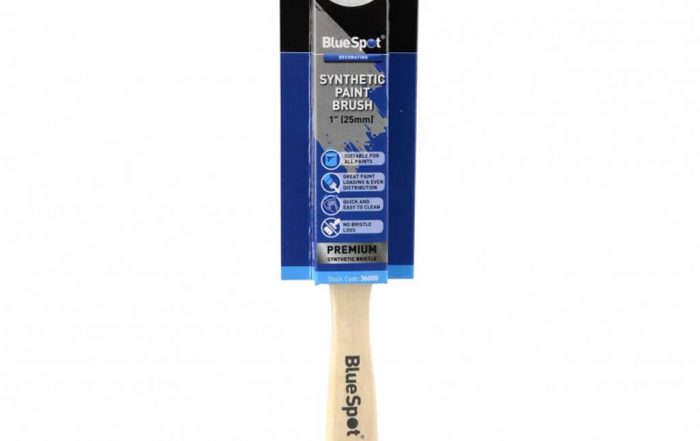 BlueSpot©
DECORATING
SYNTHETIC
PAINT
BRUSH
1" (25mm)
SUITABLE FOR
ALL PAINTS
GREAT PAINT
LOADING & EVEN
DISTRIBUTION
QUICK AND
EASY TO CLEAN
NO BRISTLE
LOSS
PREMIUM
SYNTHETIC BRISTLE
Stock Code: 36000
BlueSpot